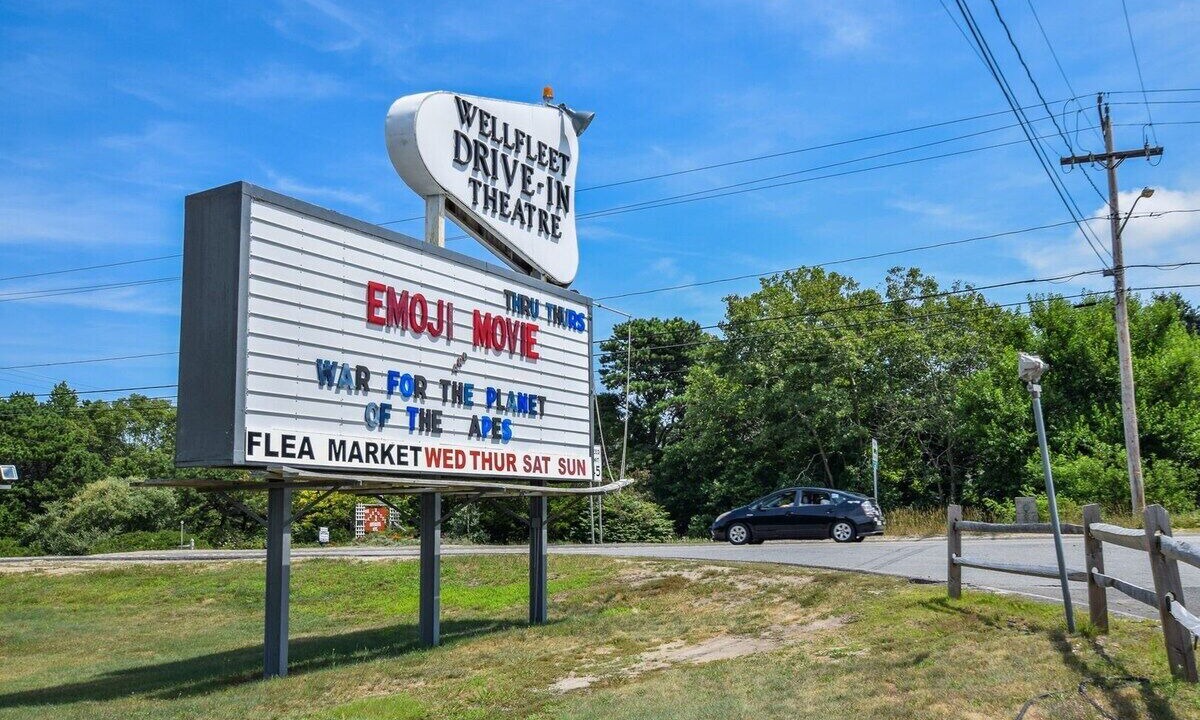 WELLFLEET
DRIVE-IN
THEATRE
THRU THURS
EMOJI MOVIE
AND
WAR FOR THE PLANET
OF THE APES
FLEA MARKET WED THUR SAT SUN